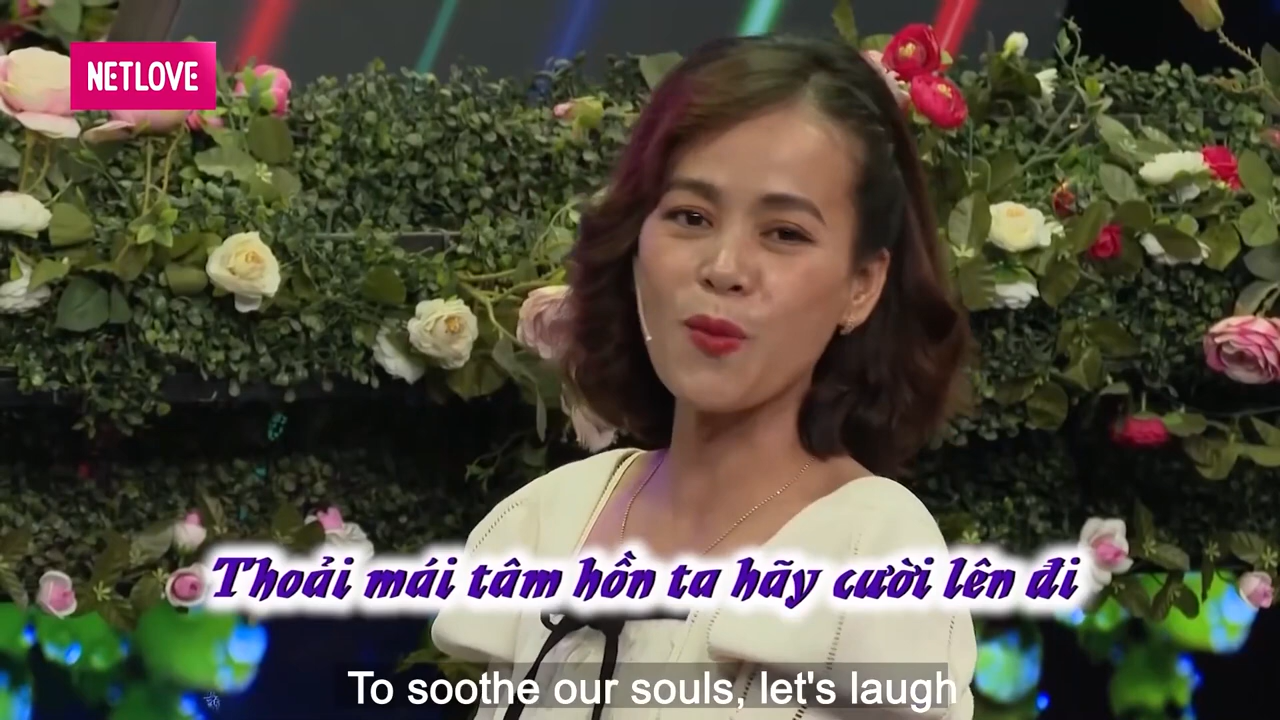 NETLOVE
Thoải mái tâm hồn ta hãy cười lên đi
To soothe our souls, let's laugh